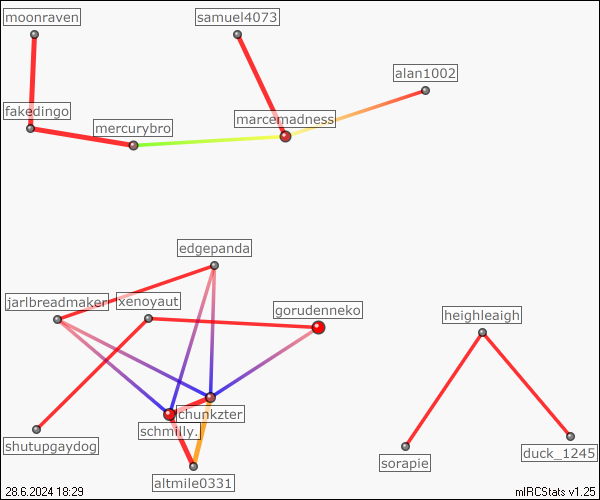 moonraven
samuel4073
alan1002
fakedingo
marcemadness
mercurybro
edgepanda
jarlbreadmaker
xenoyaut
gorudenneko
heighleaigh
chunkzter
schmilly.
shutupgaydog
duck_1245
sorapie
altmile0331
28.6.2024 18:29
mIRCStats v1.25